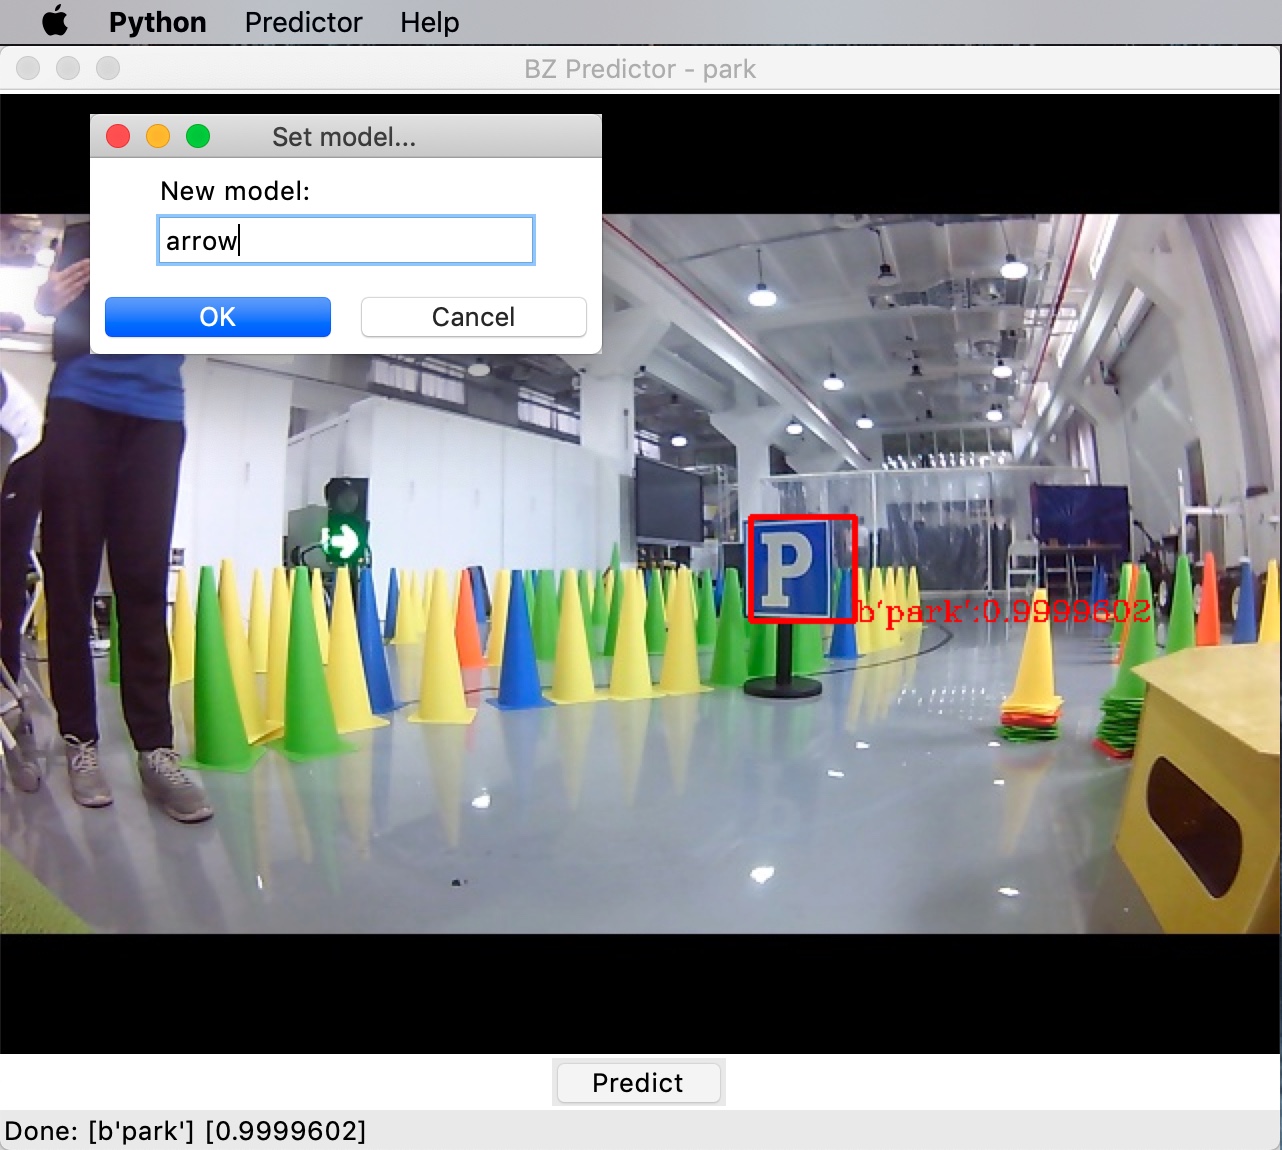 Python Predictor Help
BZ Predictor - park
Set model...
New model:
arrow
OK Cancel
P
b'park':0.9999602
Predict
Done: [b'park'] [0.9999602]